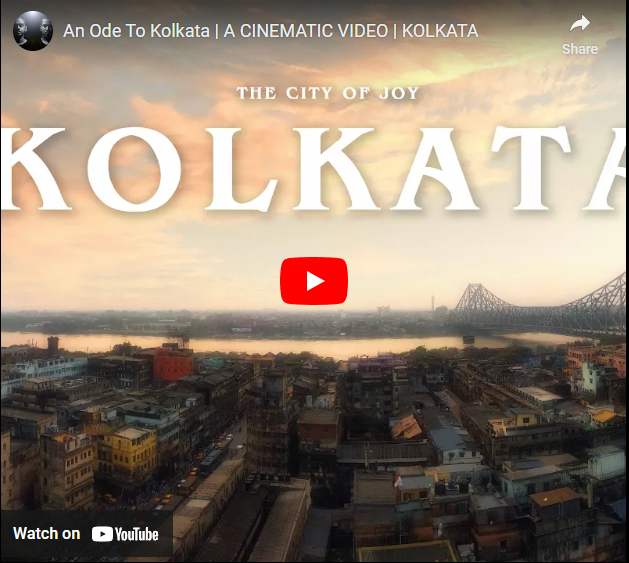 An Ode To Kolkata | A CINEMATIC VIDEO | KOLKATA
Share
THE CITY OF JOY
KOLKATA
Watch on YouTube